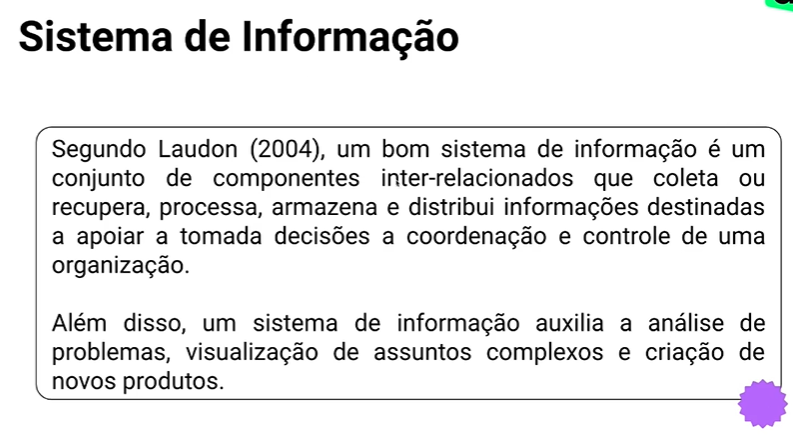 Sistema de Informação
Segundo Laudon (2004), um bom sistema de informação é um
conjunto de componentes inter-relacionados que coleta ou
recupera, processa, armazena e distribui informações destinadas
a apoiar a tomada decisões a coordenação e controle de uma
organização.
Além disso, um sistema de informação auxilia a análise de
problemas, visualização de assuntos complexos e criação de
novos produtos.